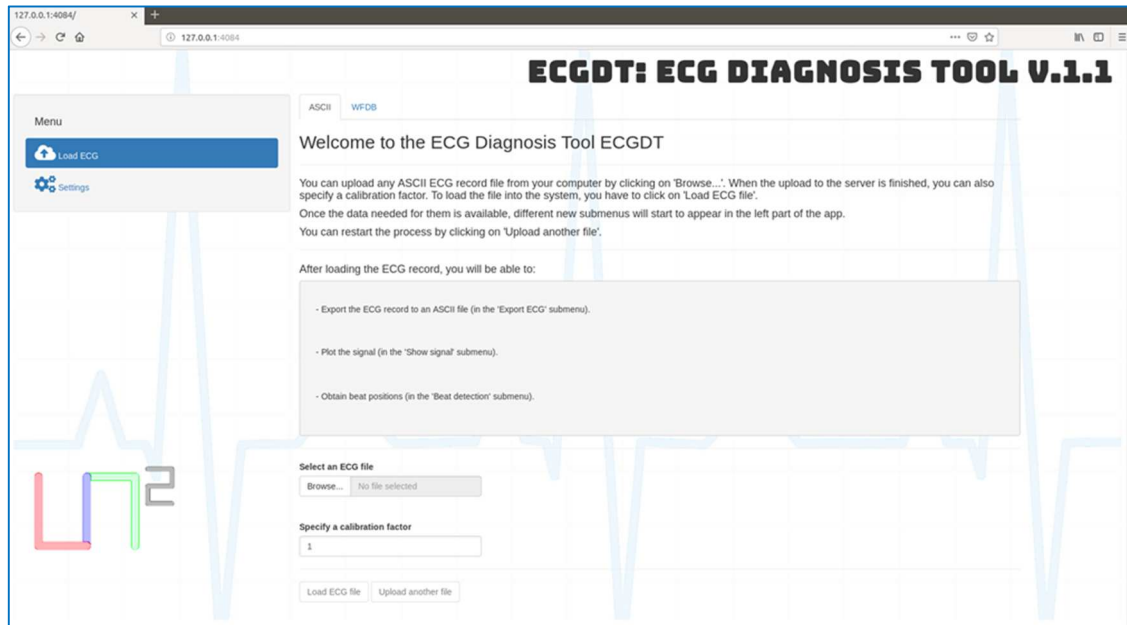 127.0.0.1:4084/
127.0.0.1:4084
ECGDT: ECG DIAGNOSIS TOOL V.1.1
Menu
Load ECG
Settings
ASCII WFDB
Welcome to the ECG Diagnosis Tool ECGDT
You can upload any ASCII ECG record file from your computer by clicking on 'Browse...'. When the upload to the server is finished, you can also
specify a calibration factor. To load the file into the system, you have to click on 'Load ECG file'.
Once the data needed for them is available, different new submenus will start to appear in the left part of the app.
You can restart the process by clicking on 'Upload another file'.
After loading the ECG record, you will be able to:
- Export the ECG record to an ASCII file (in the 'Export ECG' submenu).
- Plot the signal (in the 'Show signal' submenu).
- Obtain beat positions (in the 'Beat detection' submenu).
Select an ECG file
Browse... No file selected
Specify a calibration factor
1
Load ECG file Upload another file
2